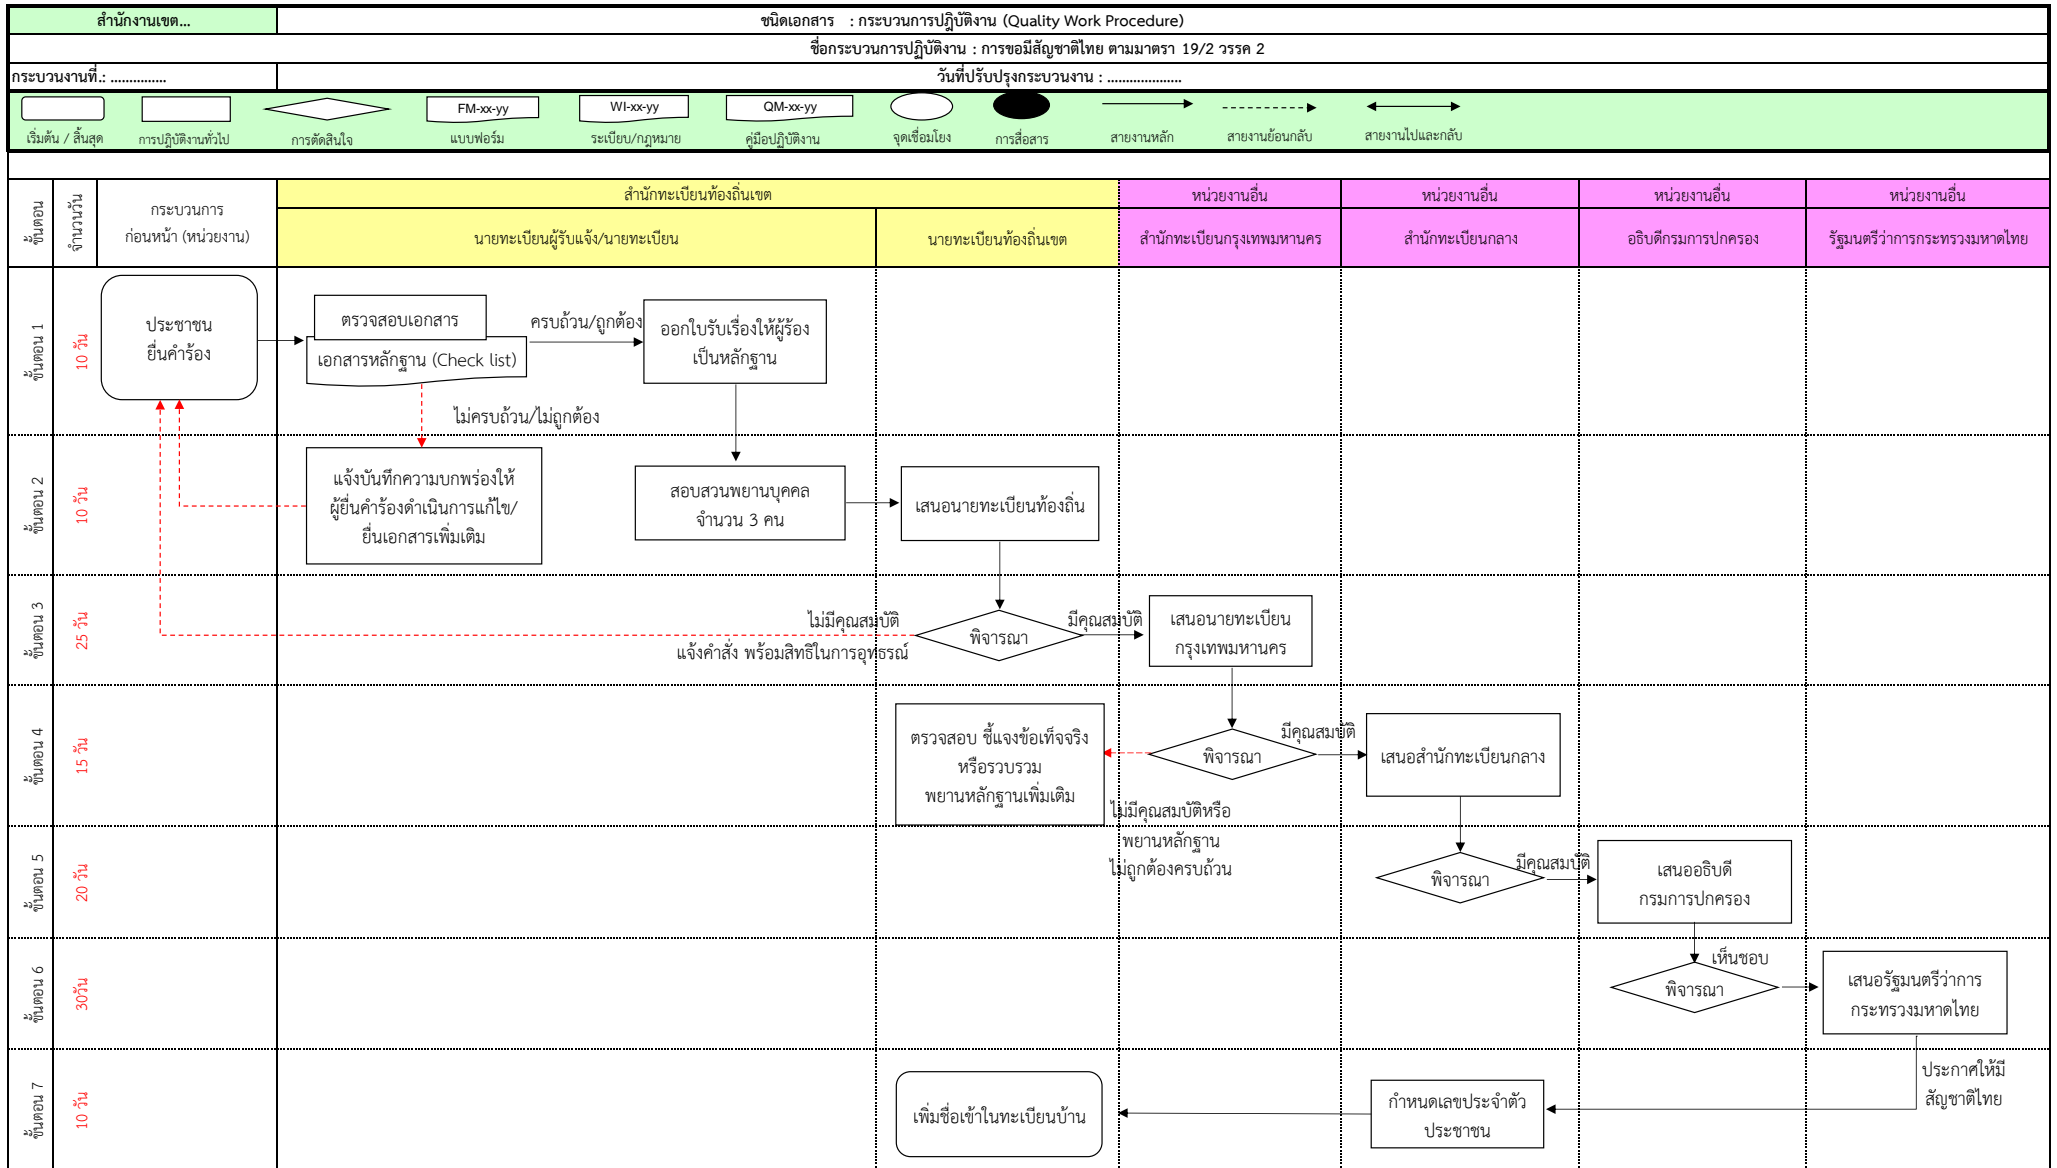 สำนักงานเขต...
ชนิดเอกสาร : กระบวนการปฏิบัติงาน (Quality Work Procedure)
ชื่อกระบวนการปฏิบัติงาน : การขอมีสัญชาติไทย ตามมาตรา 19/2 วรรค 2
กระบวนงานที่.: ...............
วันที่ปรับปรุงกระบวนงาน : ....................
FM-xx-yy
WI-xx-yy
QM-xx-yy
เริ่มต้น / สิ้นสุด
การปฏิบัติงานทั่วไป
การตัดสินใจ
แบบฟอร์ม
ระเบียบ/กฎหมาย
คู่มือปฏิบัติงาน
จุดเชื่อมโยง
การสื่อสาร
สายงานหลัก
สายงานย้อนกลับ
สายงานไปและกลับ
ขั้นตอน
จำนวนวัน
กระบวนการ
ก่อนหน้า (หน่วยงาน)
สำนักทะเบียนท้องถิ่นเขต
หน่วยงานอื่น
หน่วยงานอื่น
หน่วยงานอื่น
หน่วยงานอื่น
นายทะเบียนผู้รับแจ้ง/นายทะเบียน
นายทะเบียนท้องถิ่นเขต
สำนักทะเบียนกรุงเทพมหานคร
สำนักทะเบียนกลาง
อธิบดีกรมการปกครอง
รัฐมนตรีว่าการกระทรวงมหาดไทย
ขั้นตอน 1
10 วัน
ประชาชน
ยื่นคำร้อง
ตรวจสอบเอกสาร
เอกสารหลักฐาน (Check list)
ครบถ้วน/ถูกต้อง
ออกใบรับเรื่องให้ผู้ร้อง
เป็นหลักฐาน
ไม่ครบถ้วน/ไม่ถูกต้อง
ขั้นตอน 2
10 วัน
แจ้งบันทึกความบกพร่องให้
ผู้ยื่นคำร้องดำเนินการแก้ไข/
ยื่นเอกสารเพิ่มเติม
สอบสวนพยานบุคคล
จำนวน 3 คน
เสนอนายทะเบียนท้องถิ่น
ขั้นตอน 3
25 วัน
ไม่มีคุณสมบัติ
แจ้งคำสั่ง พร้อมสิทธิในการอุทธรณ์
พิจารณา
มีคุณสมบัติ
เสนอนายทะเบียน
กรุงเทพมหานคร
ขั้นตอน 4
15 วัน
ตรวจสอบ ชี้แจงข้อเท็จจริง
หรือรวบรวม
พยานหลักฐานเพิ่มเติม
พิจารณา
มีคุณสมบัติ
เสนอสำนักทะเบียนกลาง
ไม่มีคุณสมบัติหรือ
พยานหลักฐาน
ไม่ถูกต้องครบถ้วน
ขั้นตอน 5
20 วัน
พิจารณา
มีคุณสมบัติ
เสนออธิบดี
กรมการปกครอง
ขั้นตอน 6
30วัน
พิจารณา
เห็นชอบ
เสนอรัฐมนตรีว่าการ
กระทรวงมหาดไทย
ขั้นตอน 7
10 วัน
เพิ่มชื่อเข้าในทะเบียนบ้าน
กำหนดเลขประจำตัว
ประชาชน
ประกาศให้มี
สัญชาติไทย